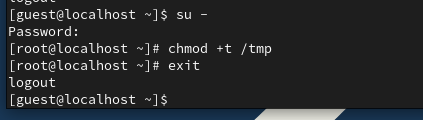 logout
[guest@localhost ~]$ su -
Password:
[root@localhost ~]# chmod +t /tmp
[root@localhost ~]# exit
logout
[guest@localhost ~]$